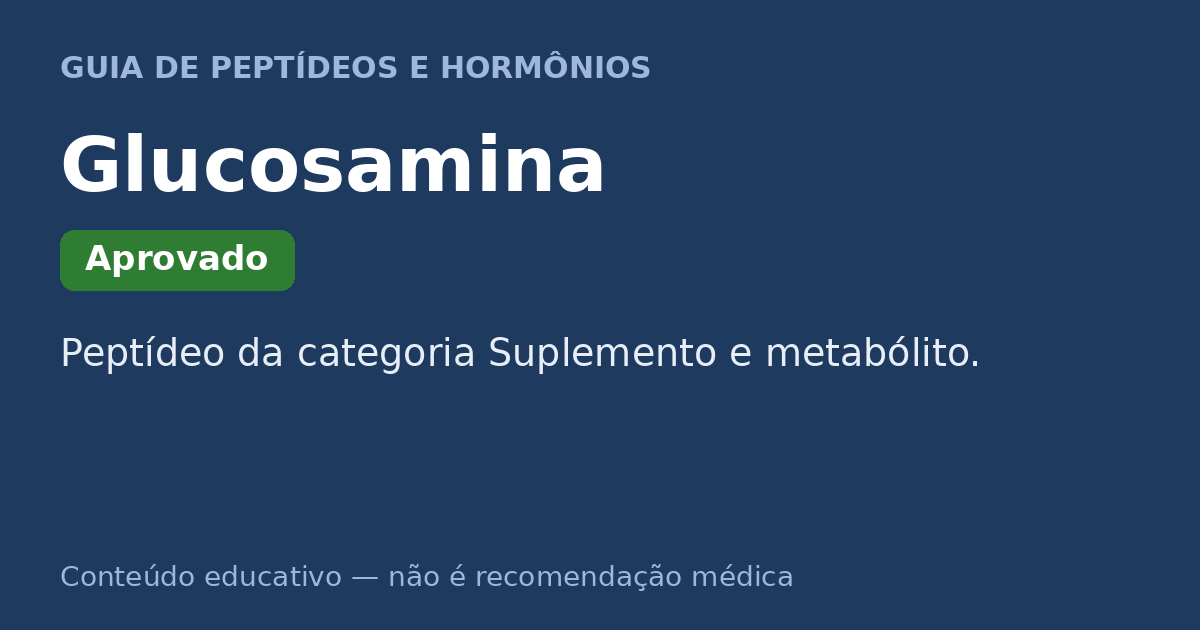 GUIA DE PEPTÍDEOS E HORMÔNIOS
Glucosamina
Aprovado
Peptídeo da categoria Suplemento e metabólito.
Conteúdo educativo — não é recomendação médica